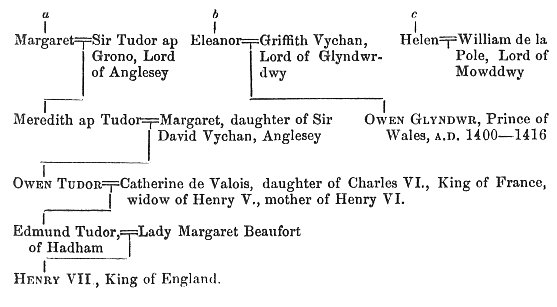 a b c
Margaret Sir Tudor ap Eleanor Griffith Vychan, Helen William de la
Grono, Lord Lord of Glyndwr- Pole, Lord of
of Anglesey dwy Mowddwy
Meredith ap Tudor Margaret, daughter of Sir OWEN GLYNDWR, Prince of
David Vychan, Anglesey Wales, A.D. 1400—1416
OWEN TUDOR Catherine de Valois, daughter of Charles VI., King of France,
widow of Henry V., mother of Henry VI.
Edmund Tudor, Lady Margaret Beaufort
of Hadham
HENRY VII., King of England.